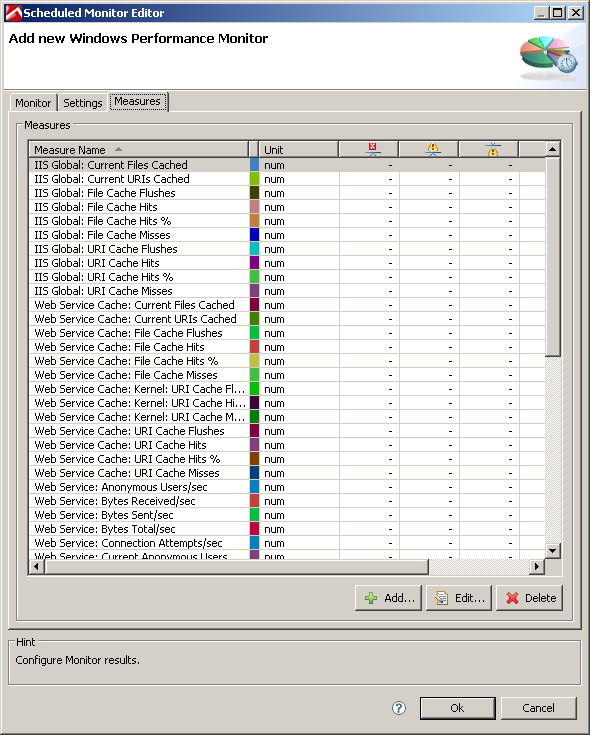 Scheduled Monitor Editor
Add new Windows Performance Monitor
Monitor Settings Measures
Measures
Measure Name Unit
IIS Global: Current Files Cached num - - -
IIS Global: Current URIs Cached num - - -
IIS Global: File Cache Flushes num - - -
IIS Global: File Cache Hits num - - -
IIS Global: File Cache Hits % num - - -
IIS Global: File Cache Misses num - - -
IIS Global: URI Cache Flushes num - - -
IIS Global: URI Cache Hits num - - -
IIS Global: URI Cache Hits % num - - -
IIS Global: URI Cache Misses num - - -
Web Service Cache: Current Files Cached num - - -
Web Service Cache: Current URIs Cached num - - -
Web Service Cache: File Cache Flushes num - - -
Web Service Cache: File Cache Hits num - - -
Web Service Cache: File Cache Hits % num - - -
Web Service Cache: File Cache Misses num - - -
Web Service Cache: Kernel: URI Cache Fl... num - - -
Web Service Cache: Kernel: URI Cache Hi... num - - -
Web Service Cache: Kernel: URI Cache M... num - - -
Web Service Cache: URI Cache Flushes num - - -
Web Service Cache: URI Cache Hits num - - -
Web Service Cache: URI Cache Hits % num - - -
Web Service Cache: URI Cache Misses num - - -
Web Service: Anonymous Users/sec num - - -
Web Service: Bytes Received/sec num - - -
Web Service: Bytes Sent/sec num - - -
Web Service: Bytes Total/sec num - - -
Web Service: Connection Attempts/sec num - - -
Web Service: Current Anonymous Users num - - -
Add... Edit... Delete
Hint
Configure Monitor results.
? Ok Cancel